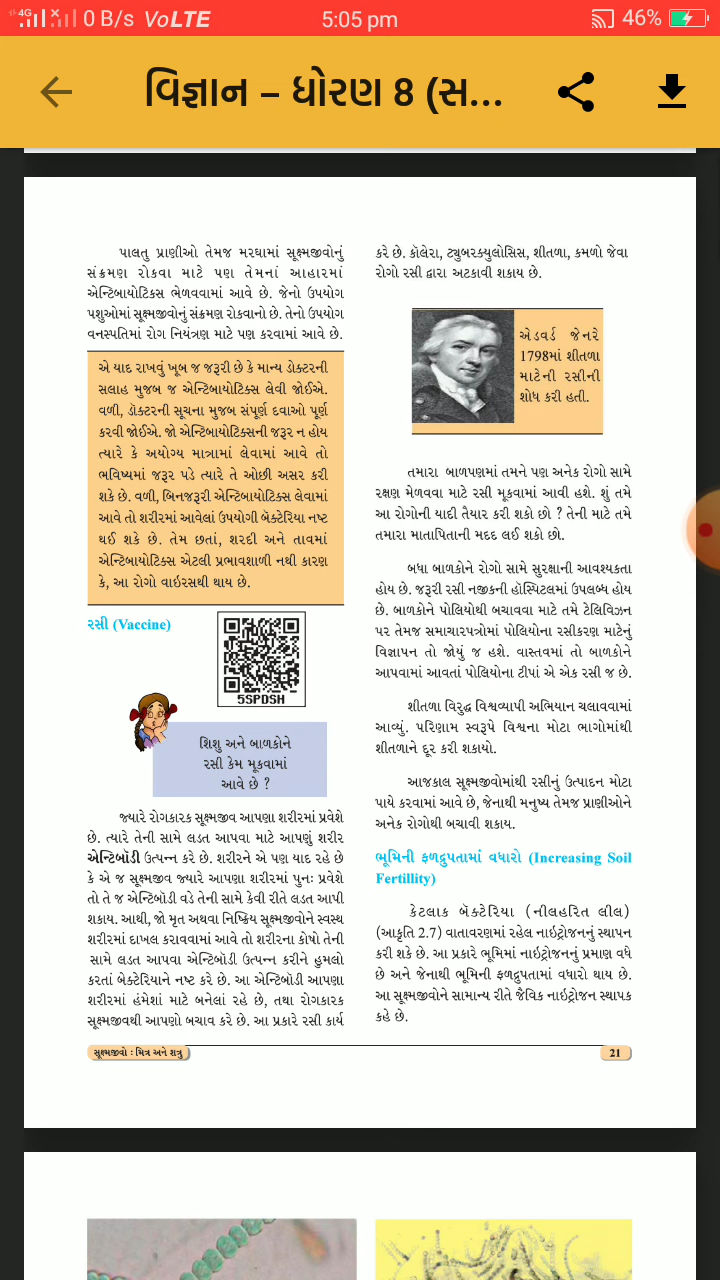 4G 0 B/s VoLTE 5:05 pm 46%
વિજ્ઞાન – ધોરણ 8 (સ...
પાલતુ પ્રાણીઓ તેમજ મરઘામાં સૂક્ષ્મજીવોનું
સંક્રમણ રોકવા માટે પણ તેમનાં આહારમાં
એન્ટિબાયોટિક્સ ભેળવવામાં આવે છે. જેનો ઉપયોગ
પશુઓમાં સૂક્ષ્મજીવોનું સંક્રમણ રોકવાનો છે. તેનો ઉપયોગ
વનસ્પતિમાં રોગ નિયંત્રણ માટે પણ કરવામાં આવે છે.
એ યાદ રાખવું ખૂબ જ જરૂરી છે કે માન્ય ડોક્ટરની
સલાહ મુજબ જ એન્ટિબાયોટિક્સ લેવી જોઈએ.
વળી, ડૉક્ટરની સૂચના મુજબ સંપૂર્ણ દવાઓ પૂર્ણ
કરવી જોઈએ. જો એન્ટિબાયોટિક્સની જરૂર ન હોય
ત્યારે કે અયોગ્ય માત્રામાં લેવામાં આવે તો
ભવિષ્યમાં જરૂર પડે ત્યારે તે ઓછી અસર કરી
શકે છે. વળી, બિનજરૂરી એન્ટિબાયોટિક્સ લેવામાં
આવે તો શરીરમાં આવેલાં ઉપયોગી બૅક્ટેરિયા નષ્ટ
થઈ શકે છે. તેમ છતાં, શરદી અને તાવમાં
એન્ટિબાયોટિક્સ એટલી પ્રભાવશાળી નથી કારણ
કે, આ રોગો વાઇરસથી થાય છે.
રસી (Vaccine)
5SPDSH
શિશુ અને બાળકોને
રસી કેમ મૂકવામાં
આવે છે ?
જ્યારે રોગકારક સૂક્ષ્મજીવ આપણા શરીરમાં પ્રવેશે
છે. ત્યારે તેની સામે લડત આપવા માટે આપણું શરીર
એન્ટિબૉડી ઉત્પન્ન કરે છે. શરીરને એ પણ યાદ રહે છે
કે એ જ સૂક્ષ્મજીવ જ્યારે આપણા શરીરમાં પુનઃ પ્રવેશે
તો તે જ એન્ટિબૉડી વડે તેની સામે કેવી રીતે લડત આપી
શકાય. આથી, જો મૃત અથવા નિષ્ક્રિય સૂક્ષ્મજીવોને સ્વસ્થ
શરીરમાં દાખલ કરાવવામાં આવે તો શરીરના કોષો તેની
સામે લડત આપવા એન્ટિબૉડી ઉત્પન્ન કરીને હુમલો
કરતાં બેક્ટેરિયાને નષ્ટ કરે છે. આ એન્ટિબૉડી આપણા
શરીરમાં હંમેશાં માટે બનેલાં રહે છે, તથા રોગકારક
સૂક્ષ્મજીવથી આપણો બચાવ કરે છે. આ પ્રકારે રસી કાર્ય
કરે છે. કૉલેરા, ટ્યુબરક્યુલોસિસ, શીતળા, કમળો જેવા
રોગો રસી દ્વારા અટકાવી શકાય છે.
એડવર્ડ જેનરે
1798માં શીતળા
માટેની રસીની
શોધ કરી હતી.
તમારા બાળપણમાં તમને પણ અનેક રોગો સામે
રક્ષણ મેળવવા માટે રસી મૂકવામાં આવી હશે. શું તમે
આ રોગોની યાદી તૈયાર કરી શકો છો ? તેની માટે તમે
તમારા માતાપિતાની મદદ લઈ શકો છો.
બધા બાળકોને રોગો સામે સુરક્ષાની આવશ્યકતા
હોય છે. જરૂરી રસી નજીકની હૉસ્પિટલમાં ઉપલબ્ધ હોય
છે. બાળકોને પોલિયોથી બચાવવા માટે તમે ટેલિવિઝન
પર તેમજ સમાચારપત્રોમાં પોલિયોના રસીકરણ માટેનું
વિજ્ઞાપન તો જોયું જ હશે. વાસ્તવમાં તો બાળકોને
આપવામાં આવતાં પોલિયોના ટીપાં એ એક રસી જ છે.
શીતળા વિરુદ્ધ વિશ્વવ્યાપી અભિયાન ચલાવવામાં
આવ્યું. પરિણામ સ્વરૂપે વિશ્વના મોટા ભાગોમાંથી
શીતળાને દૂર કરી શકાયો.
આજકાલ સૂક્ષ્મજીવોમાંથી રસીનું ઉત્પાદન મોટા
પાયે કરવામાં આવે છે, જેનાથી મનુષ્ય તેમજ પ્રાણીઓને
અનેક રોગોથી બચાવી શકાય.
ભૂમિની ફળદ્રુપતામાં વધારો (Increasing Soil
Fertillity)
કેટલાક બૅક્ટેરિયા (નીલહરિત લીલ)
(આકૃતિ 2.7) વાતાવરણમાં રહેલ નાઇટ્રોજનનું સ્થાપન
કરી શકે છે. આ પ્રકારે ભૂમિમાં નાઇટ્રોજનનું પ્રમાણ વધે
છે અને જેનાથી ભૂમિની ફળદ્રુપતામાં વધારો થાય છે.
આ સૂક્ષ્મજીવોને સામાન્ય રીતે જૈવિક નાઇટ્રોજન સ્થાપક
કહે છે.
સૂક્ષ્મજીવો : મિત્ર અને શત્રુ 21